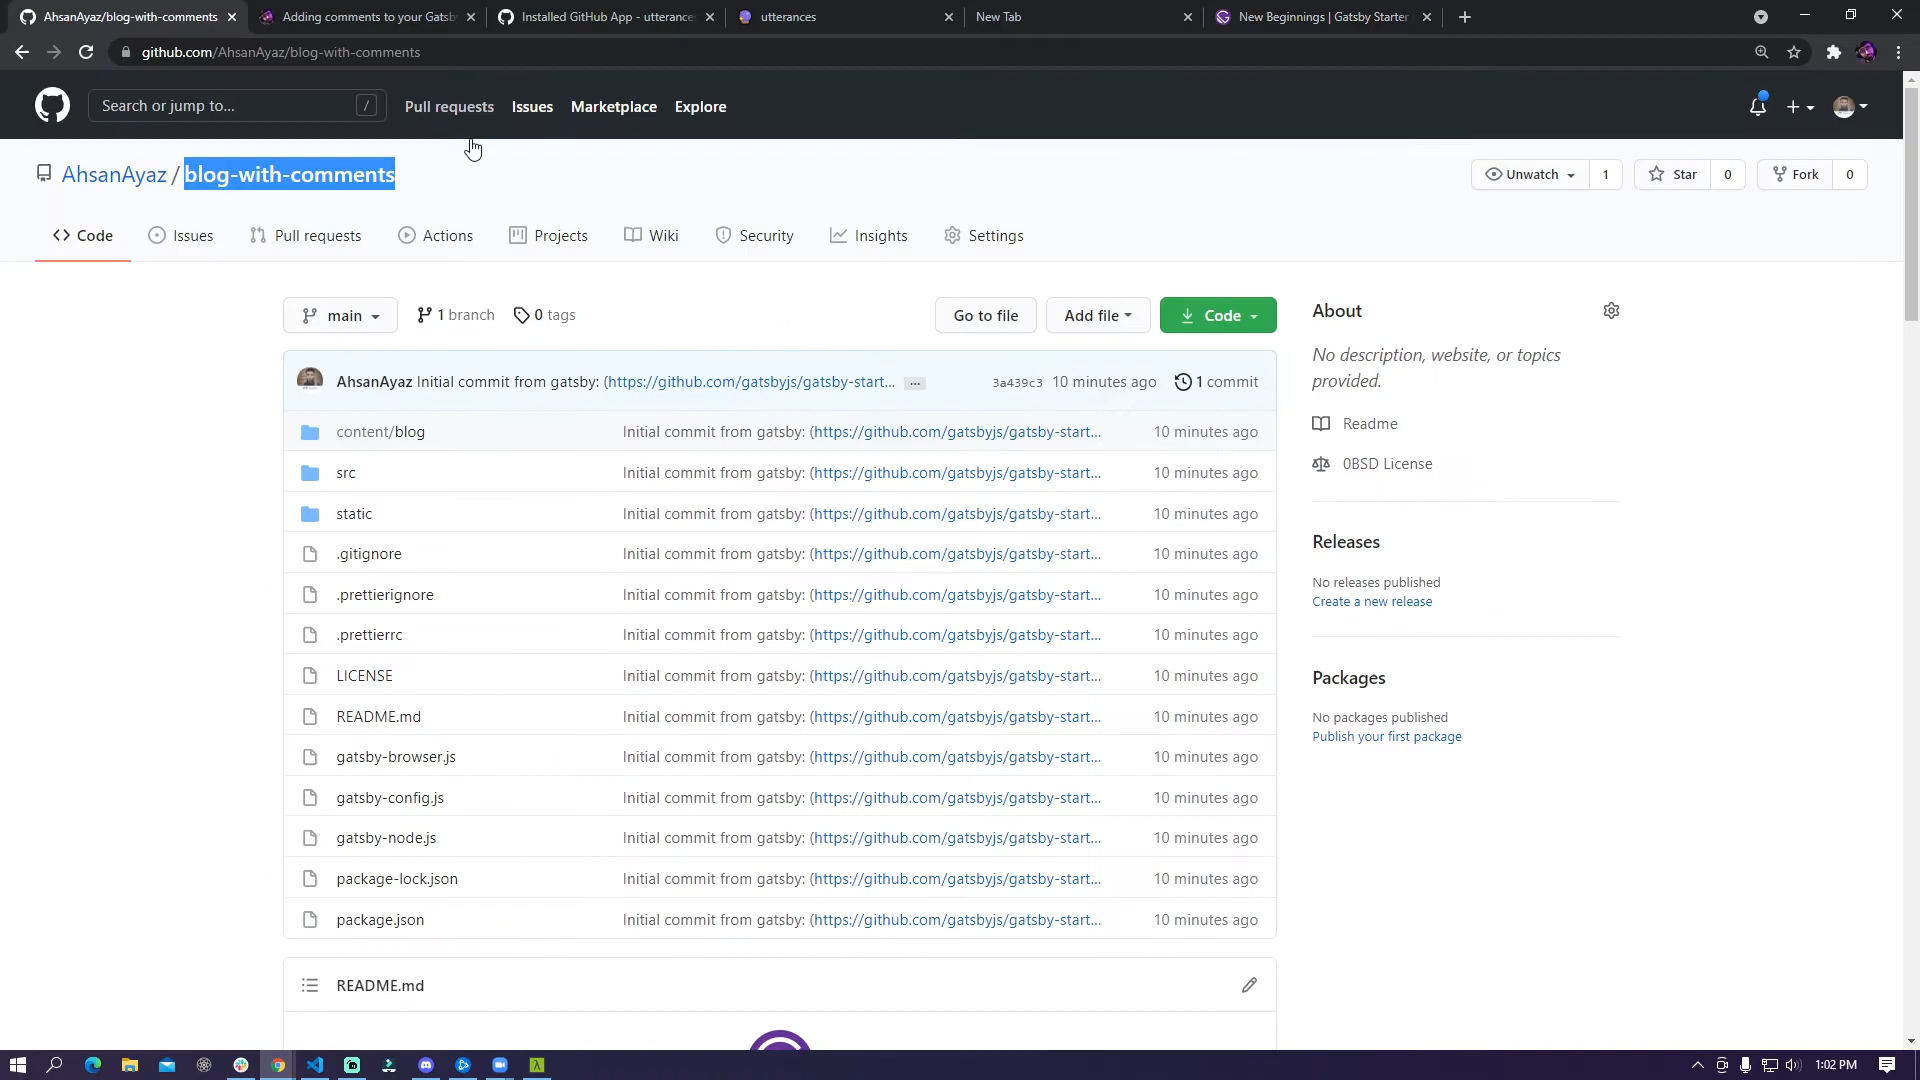 AhsanAyaz/blog-with-comments
Adding comments to your Gatsb
Installed GitHub App - utterance
utterances
New Tab
New Beginnings | Gatsby Starter
github.com/AhsanAyaz/blog-with-comments
Search or jump to... /
Pull requests Issues Marketplace Explore
AhsanAyaz / blog-with-comments
Unwatch 1 Star 0 Fork 0
Code Issues Pull requests Actions Projects Wiki Security Insights Settings
main 1 branch 0 tags Go to file Add file Code
AhsanAyaz Initial commit from gatsby: (https://github.com/gatsbyjs/gatsby-start... ... 3a439c3 10 minutes ago 1 commit
content/blog Initial commit from gatsby: (https://github.com/gatsbyjs/gatsby-start... 10 minutes ago
src Initial commit from gatsby: (https://github.com/gatsbyjs/gatsby-start... 10 minutes ago
static Initial commit from gatsby: (https://github.com/gatsbyjs/gatsby-start... 10 minutes ago
.gitignore Initial commit from gatsby: (https://github.com/gatsbyjs/gatsby-start... 10 minutes ago
.prettierignore Initial commit from gatsby: (https://github.com/gatsbyjs/gatsby-start... 10 minutes ago
.prettierrc Initial commit from gatsby: (https://github.com/gatsbyjs/gatsby-start... 10 minutes ago
LICENSE Initial commit from gatsby: (https://github.com/gatsbyjs/gatsby-start... 10 minutes ago
README.md Initial commit from gatsby: (https://github.com/gatsbyjs/gatsby-start... 10 minutes ago
gatsby-browser.js Initial commit from gatsby: (https://github.com/gatsbyjs/gatsby-start... 10 minutes ago
gatsby-config.js Initial commit from gatsby: (https://github.com/gatsbyjs/gatsby-start... 10 minutes ago
gatsby-node.js Initial commit from gatsby: (https://github.com/gatsbyjs/gatsby-start... 10 minutes ago
package-lock.json Initial commit from gatsby: (https://github.com/gatsbyjs/gatsby-start... 10 minutes ago
package.json Initial commit from gatsby: (https://github.com/gatsbyjs/gatsby-start... 10 minutes ago
README.md
About
No description, website, or topics
provided.
Readme
0BSD License
Releases
No releases published
Create a new release
Packages
No packages published
Publish your first package
1:02 PM